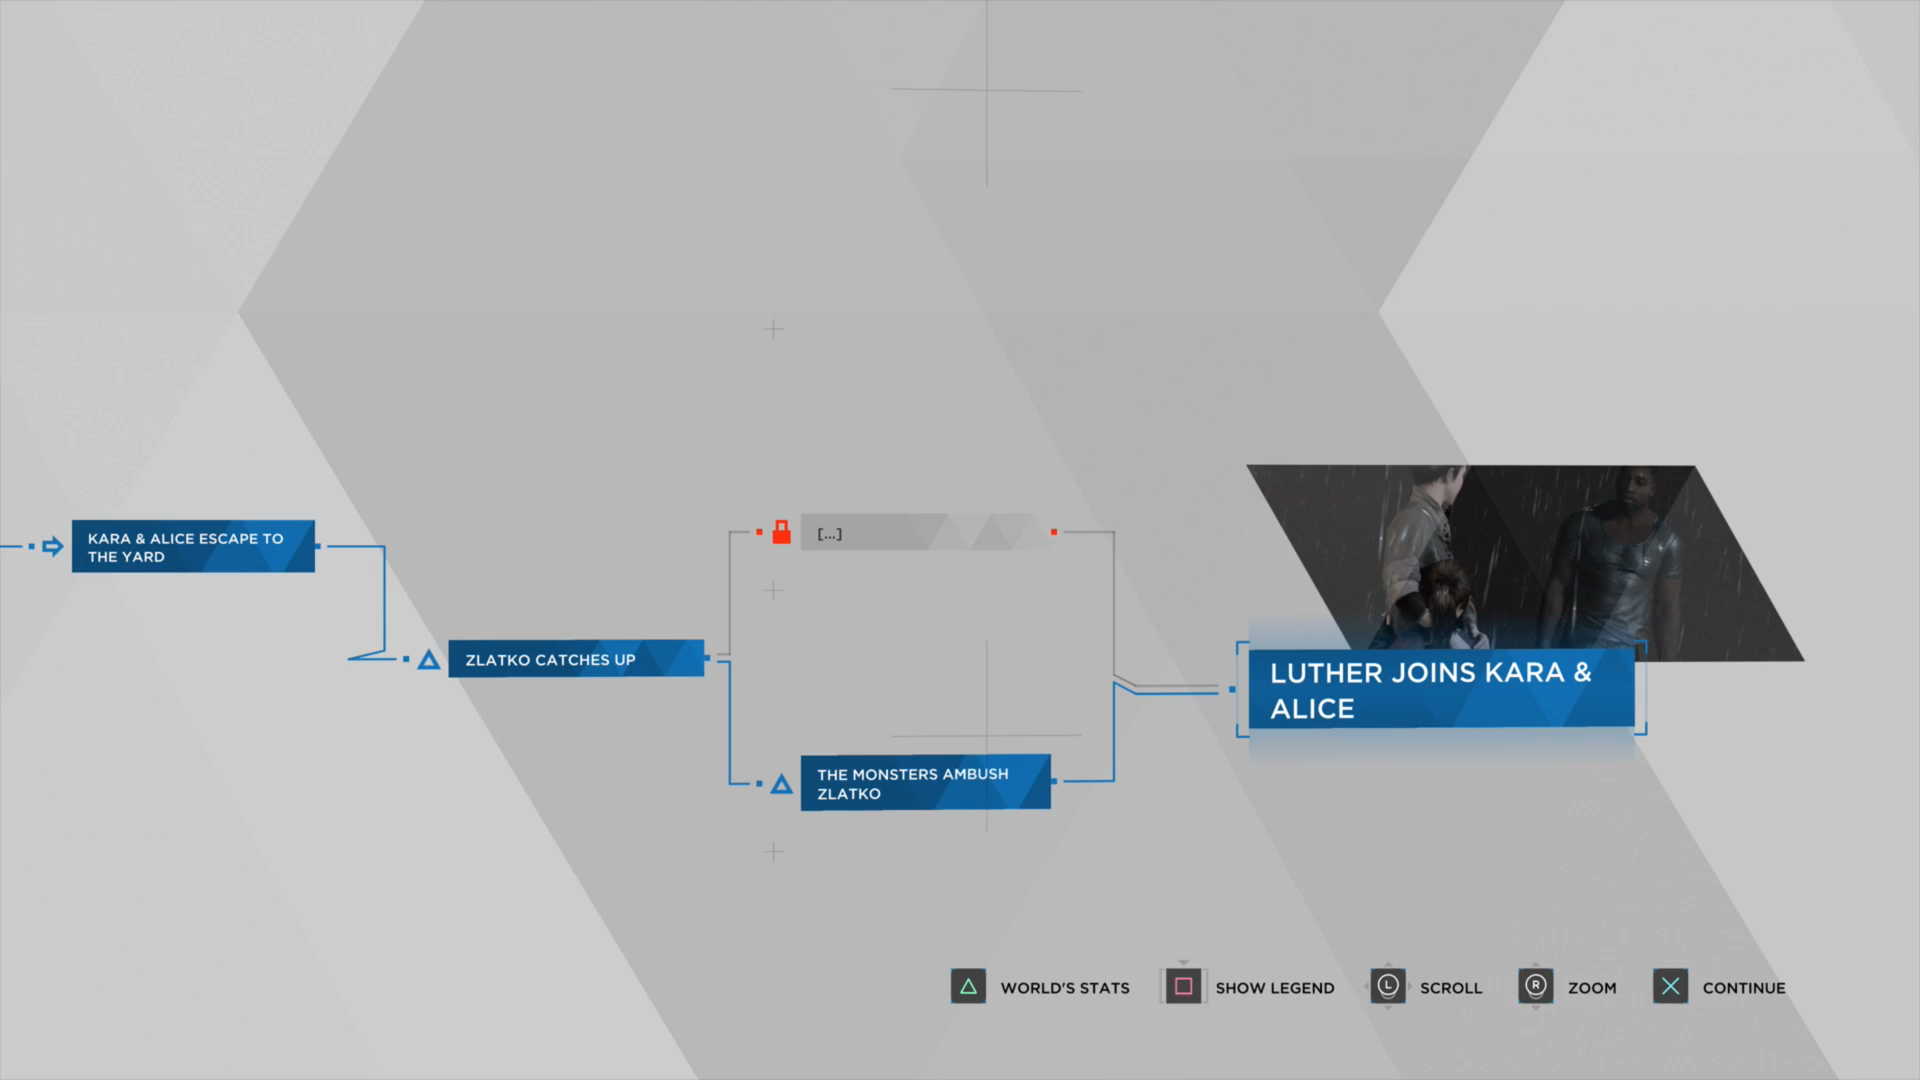 KARA & ALICE ESCAPE TO
THE YARD
ZLATKO CATCHES UP
[...]
THE MONSTERS AMBUSH
ZLATKO
LUTHER JOINS KARA &
ALICE
WORLD'S STATS
SHOW LEGEND
L
SCROLL
R
ZOOM
CONTINUE